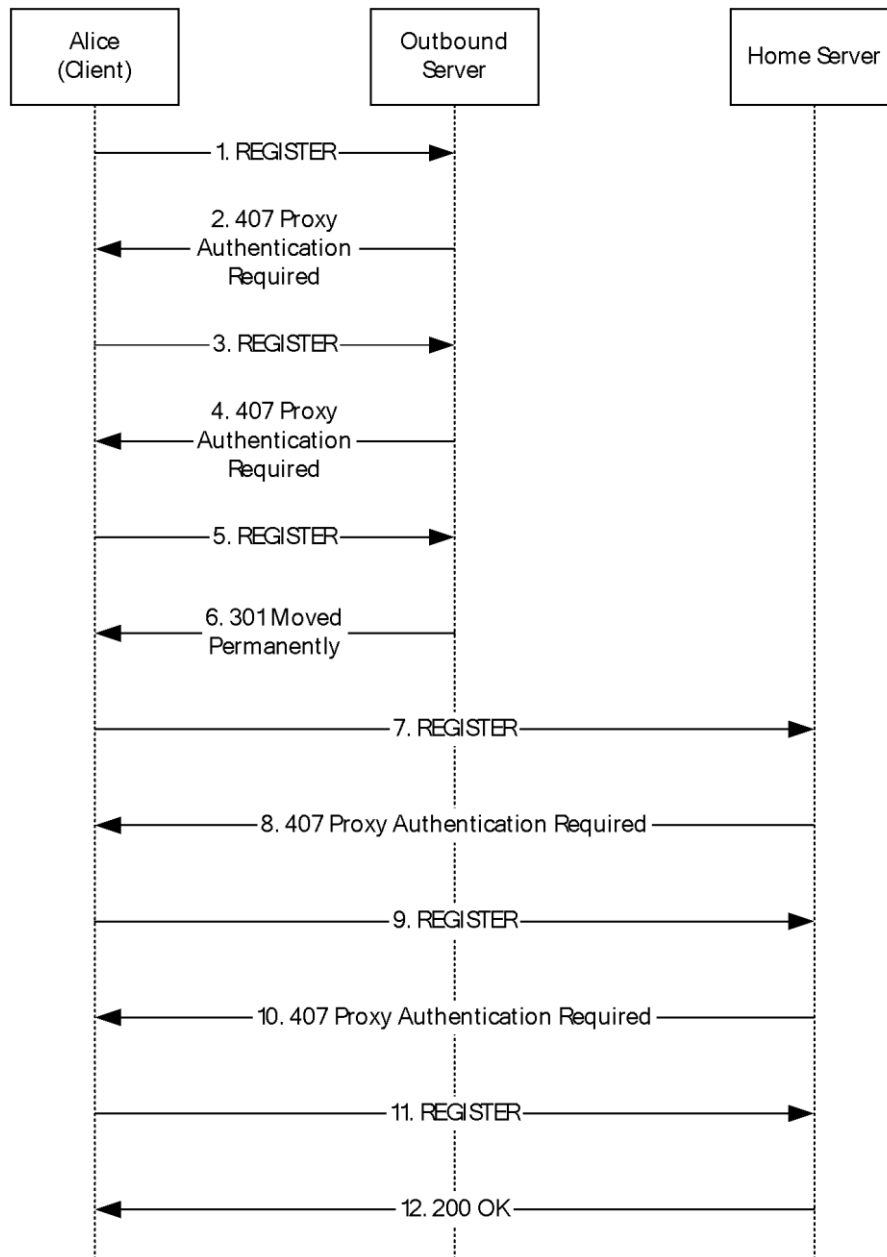 Alice
(Client)
Outbound
Server
Home Server
1. REGISTER
2. 407 Proxy
Authentication
Required
3. REGISTER
4. 407 Proxy
Authentication
Required
5. REGISTER
6. 301 Moved
Permanently
7. REGISTER
8. 407 Proxy Authentication Required
9. REGISTER
10. 407 Proxy Authentication Required
11. REGISTER
12. 200 OK